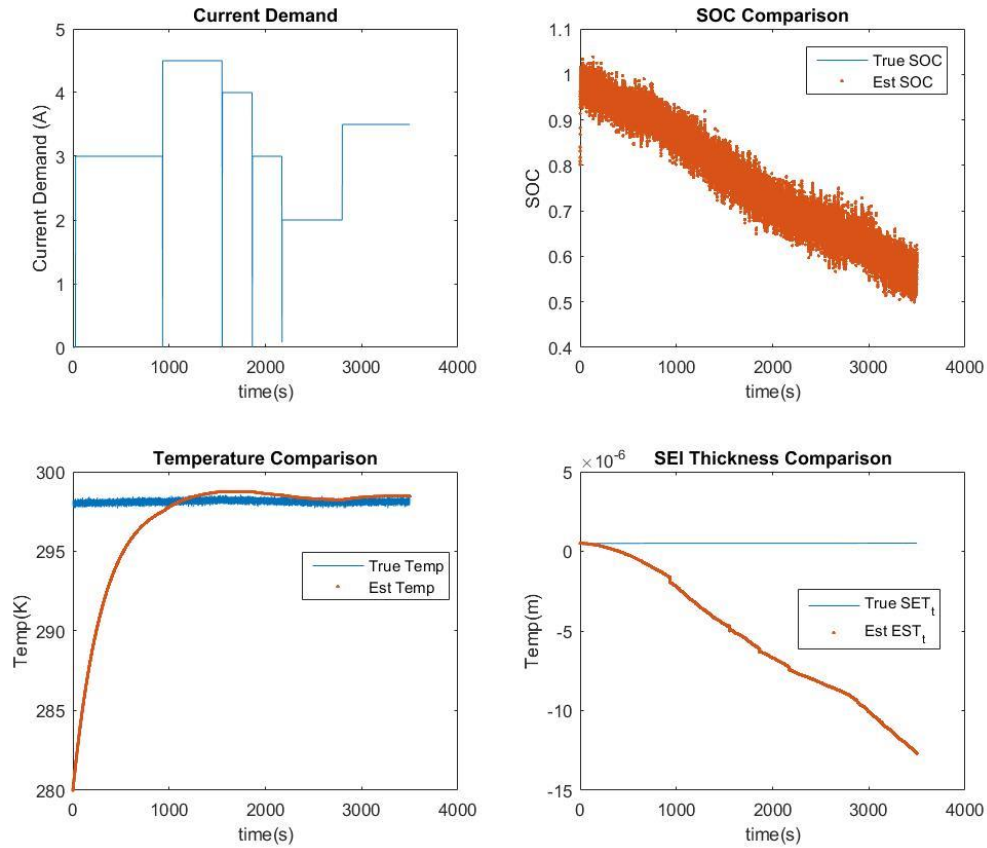 Current Demand
5
4
3
2
1
0
Current Demand (A)
0 1000 2000 3000 4000
time(s)
SOC Comparison
1.1
1
0.9
0.8
0.7
0.6
0.5
0.4
SOC
True SOC
Est SOC
0 1000 2000 3000 4000
time(s)
Temperature Comparison
300
295
290
285
280
Temp(K)
True Temp
Est Temp
0 1000 2000 3000 4000
time(s)
SEI Thickness Comparison
× 10^-6
5
0
-5
-10
-15
Temp(m)
True SET_t
Est EST_t
0 1000 2000 3000 4000
time(s)